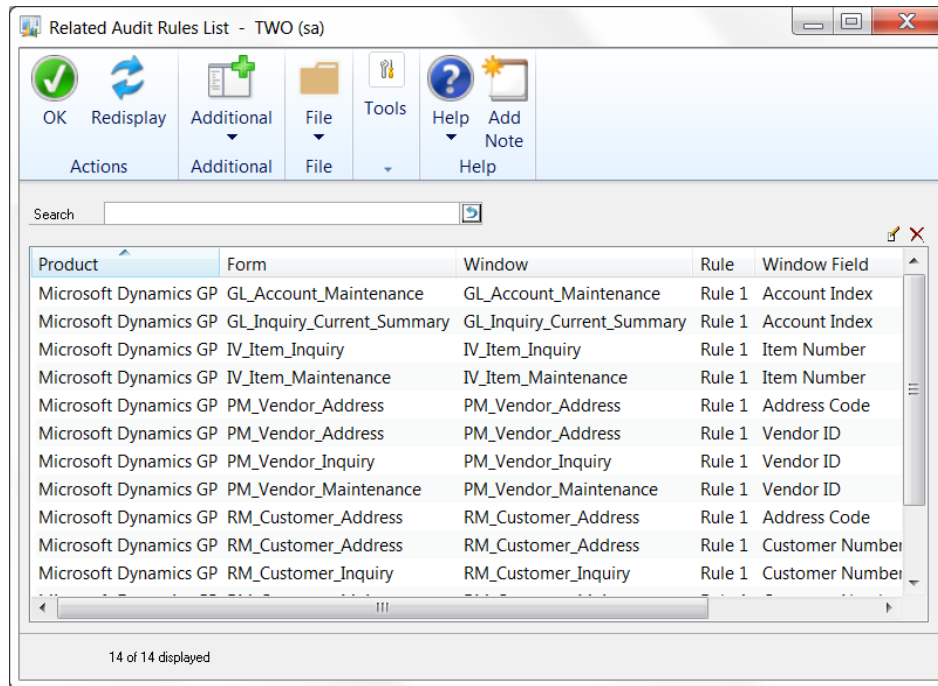 Related Audit Rules List - TWO (sa)
OK Redisplay Additional File Tools Help Add Note
Actions Additional File Help
Search
Product Form Window Rule Window Field
Microsoft Dynamics GP GL_Account_Maintenance GL_Account_Maintenance Rule 1 Account Index
Microsoft Dynamics GP GL_Inquiry_Current_Summary GL_Inquiry_Current_Summary Rule 1 Account Index
Microsoft Dynamics GP IV_Item_Inquiry IV_Item_Inquiry Rule 1 Item Number
Microsoft Dynamics GP IV_Item_Maintenance IV_Item_Maintenance Rule 1 Item Number
Microsoft Dynamics GP PM_Vendor_Address PM_Vendor_Address Rule 1 Address Code
Microsoft Dynamics GP PM_Vendor_Address PM_Vendor_Address Rule 1 Vendor ID
Microsoft Dynamics GP PM_Vendor_Inquiry PM_Vendor_Inquiry Rule 1 Vendor ID
Microsoft Dynamics GP PM_Vendor_Maintenance PM_Vendor_Maintenance Rule 1 Vendor ID
Microsoft Dynamics GP RM_Customer_Address RM_Customer_Address Rule 1 Address Code
Microsoft Dynamics GP RM_Customer_Address RM_Customer_Address Rule 1 Customer Number
Microsoft Dynamics GP RM_Customer_Inquiry RM_Customer_Inquiry Rule 1 Customer Number
14 of 14 displayed